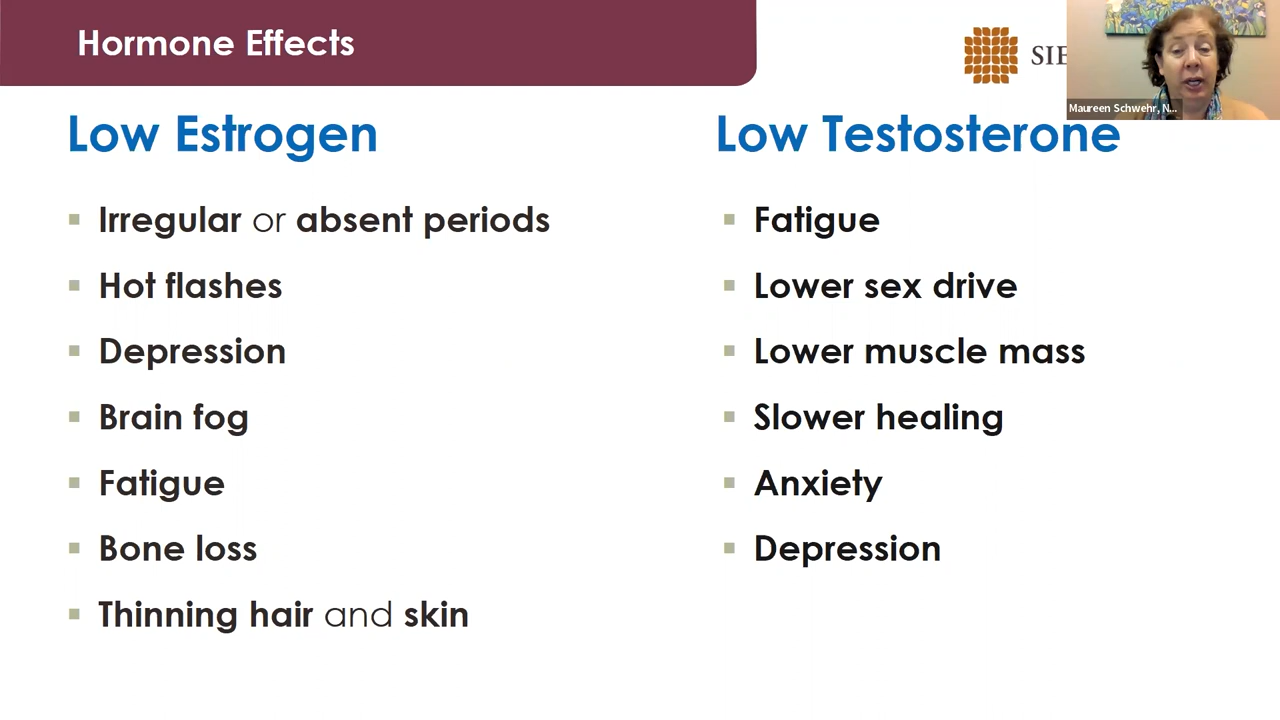 Hormone Effects
SIE
Maureen Schwehr, N...
Low Estrogen
Irregular or absent periods
Hot flashes
Depression
Brain fog
Fatigue
Bone loss
Thinning hair and skin
Low Testosterone
Fatigue
Lower sex drive
Lower muscle mass
Slower healing
Anxiety
Depression